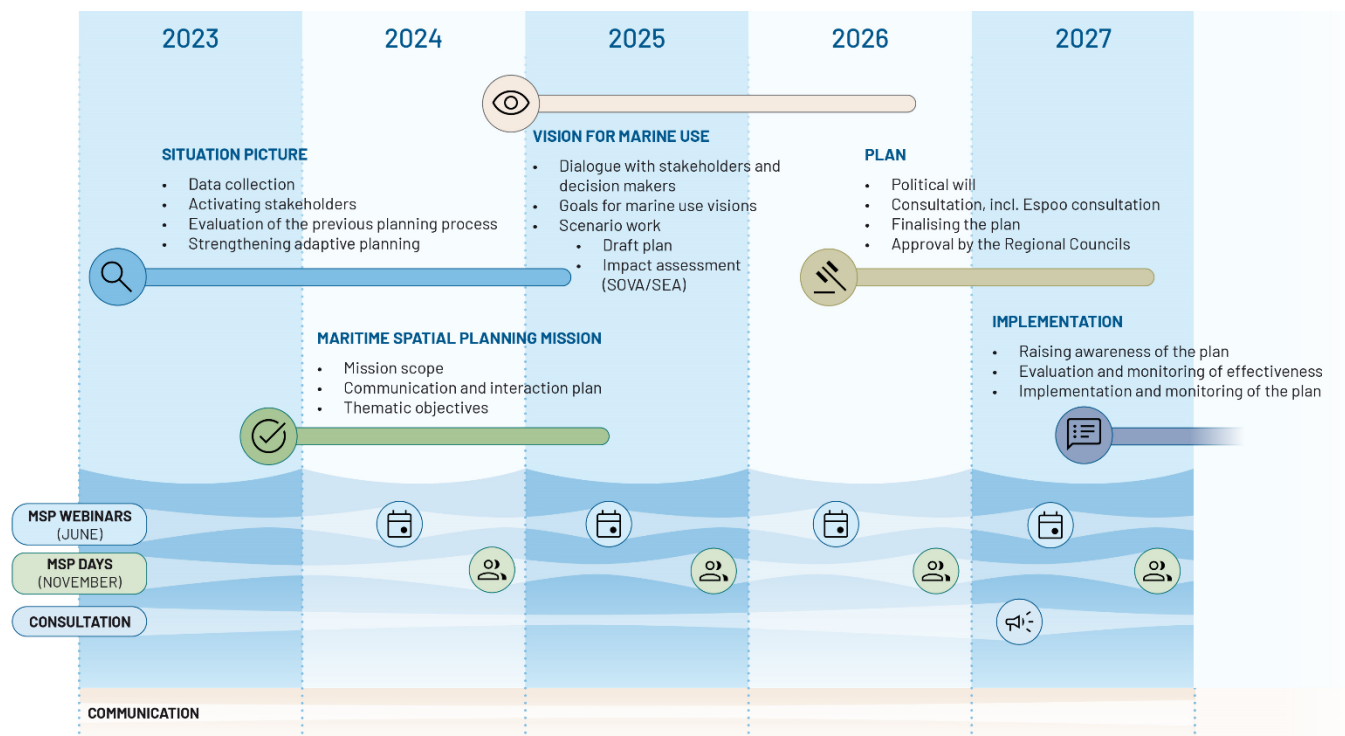 2023
2024
2025
2026
2027
VISION FOR MARINE USE
• Dialogue with stakeholders and
decision makers
• Goals for marine use visions
• Scenario work
• Draft plan
• Impact assessment
(SOVA/SEA)
SITUATION PICTURE
• Data collection
• Activating stakeholders
• Evaluation of the previous planning process
• Strengthening adaptive planning
PLAN
• Political will
• Consultation, incl. Espoo consultation
• Finalising the plan
• Approval by the Regional Councils
MARITIME SPATIAL PLANNING MISSION
• Mission scope
• Communication and interaction plan
• Thematic objectives
IMPLEMENTATION
• Raising awareness of the plan
• Evaluation and monitoring of effectiveness
• Implementation and monitoring of the plan
MSP WEBINARS
(JUNE)
MSP DAYS
(NOVEMBER)
CONSULTATION
COMMUNICATION